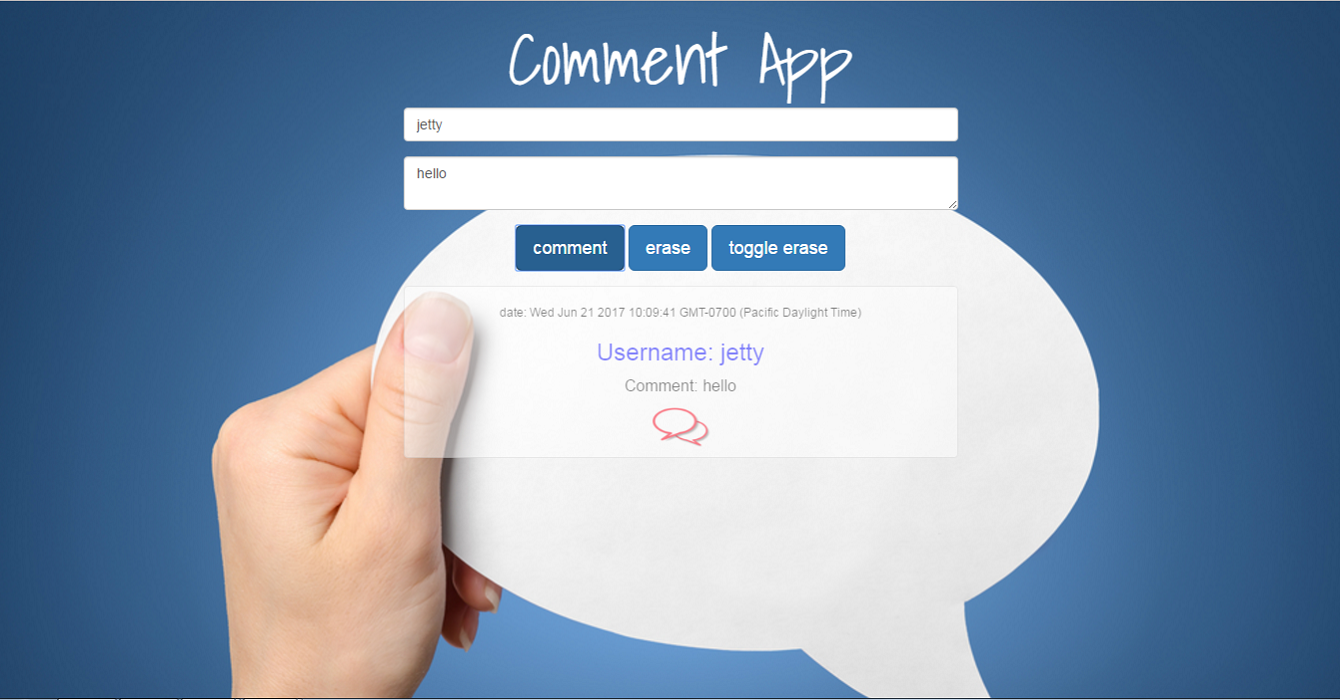 Comment App
jetty
hello
comment erase toggle erase
date: Wed Jun 21 2017 10:09:41 GMT-0700 (Pacific Daylight Time)
Username: jetty
Comment: hello